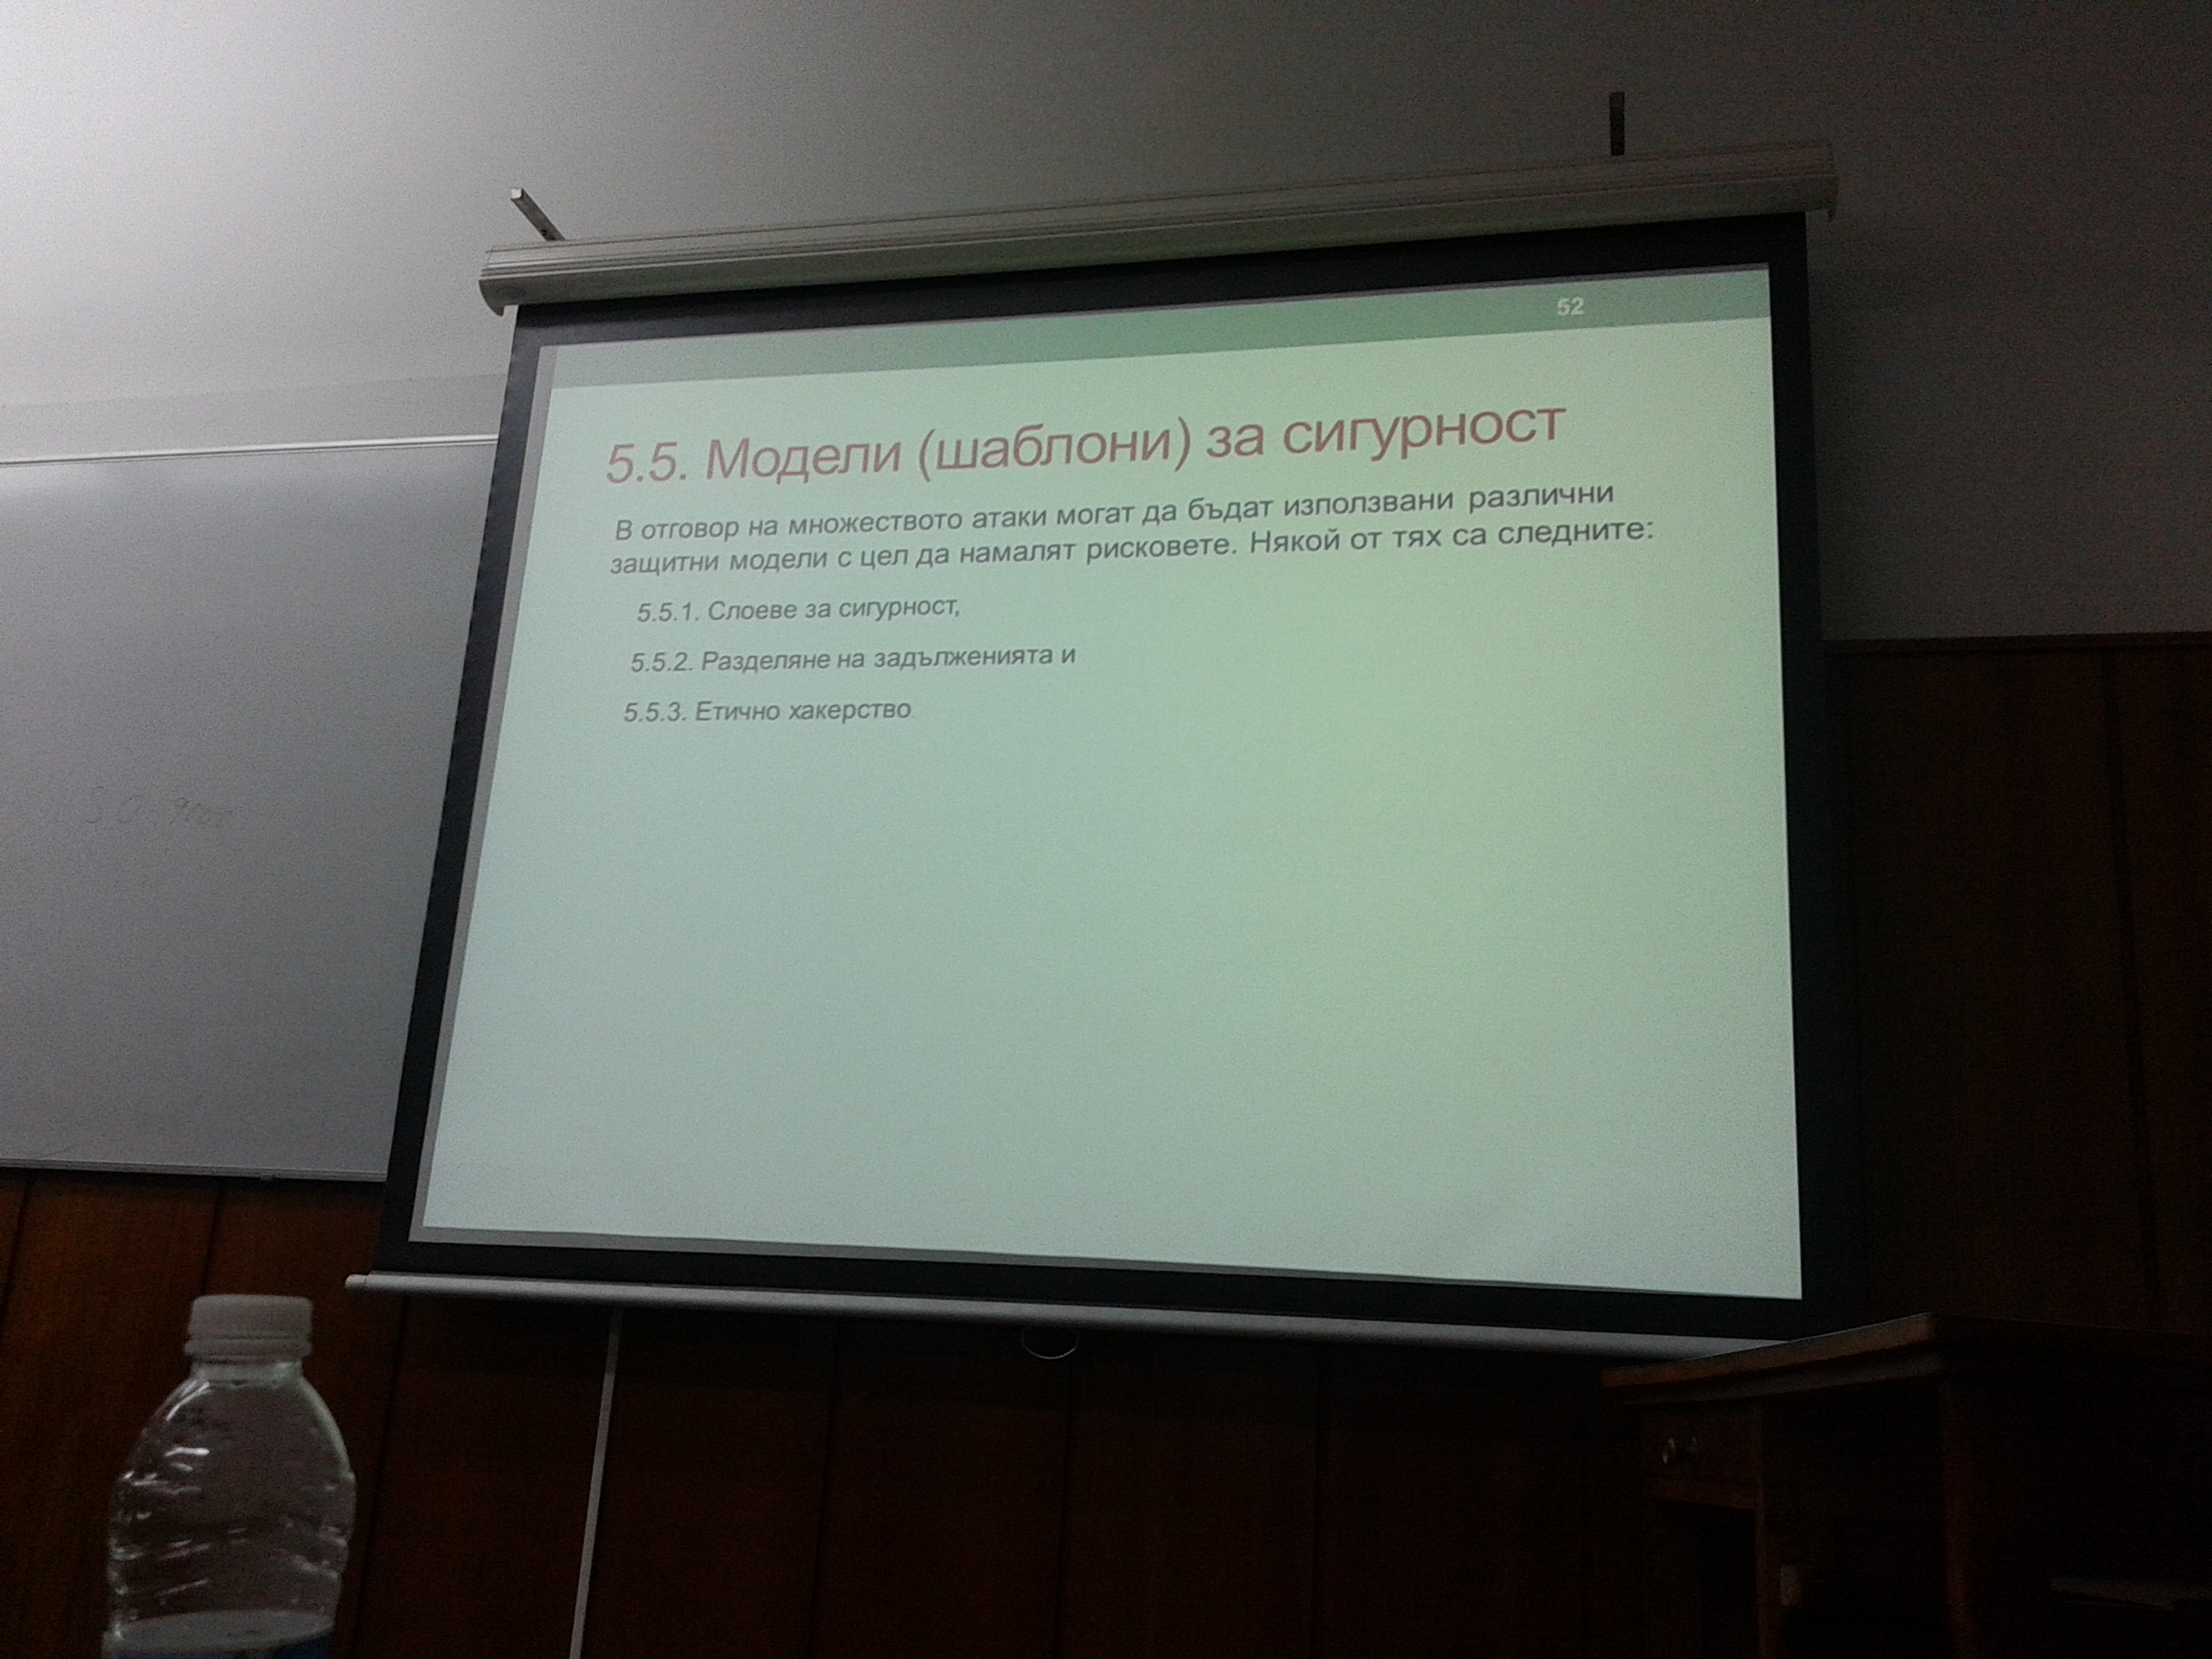 52
5.5. Модели (шаблони) за сигурност
В отговор на множеството атаки могат да бъдат използвани различни
защитни модели с цел да намалят рисковете. Някой от тях са следните:
5.5.1. Слоеве за сигурност,
5.5.2. Разделяне на задълженията и
5.5.3. Етично хакерство.